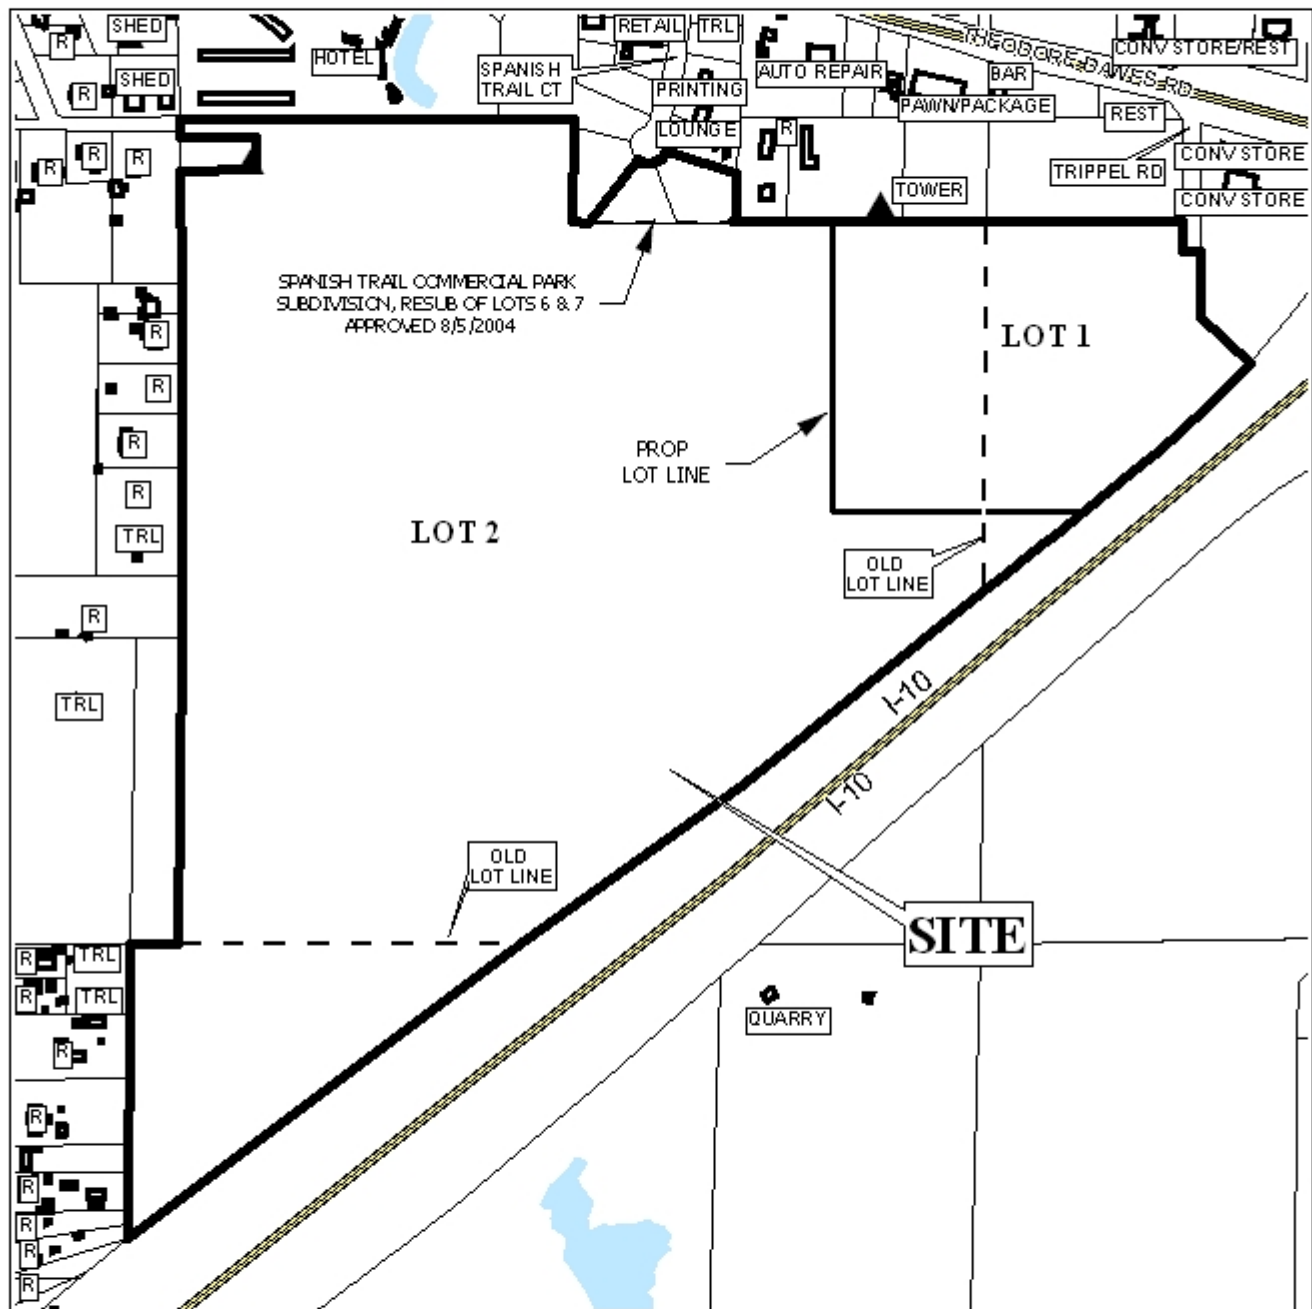 SHED
RETAIL
TRL
R
THEODORE DAWES RD
CONV STORE/REST
HOTEL
SPANISH
TRAIL CT
AUTO REPAIR
BAR
SHED
R
PRINTING
PAWN/PACKAGE
REST
LOUNGE
R
R
R
R
CONV STORE
TRIPPEL RD
TOWER
CONV STORE
SPANISH TRAIL COMMERCIAL PARK
SUBDIVISION, RESUB OF LOTS 6 & 7
APPROVED 8/5/2004
LOT 1
R
R
R
PROP
LOT LINE
R
TRL
LOT 2
OLD
LOT LINE
R
TRL
I-10
I-10
OLD
LOT LINE
SITE
R
TRL
R
TRL
QUARRY
R
R
R
R
R
R